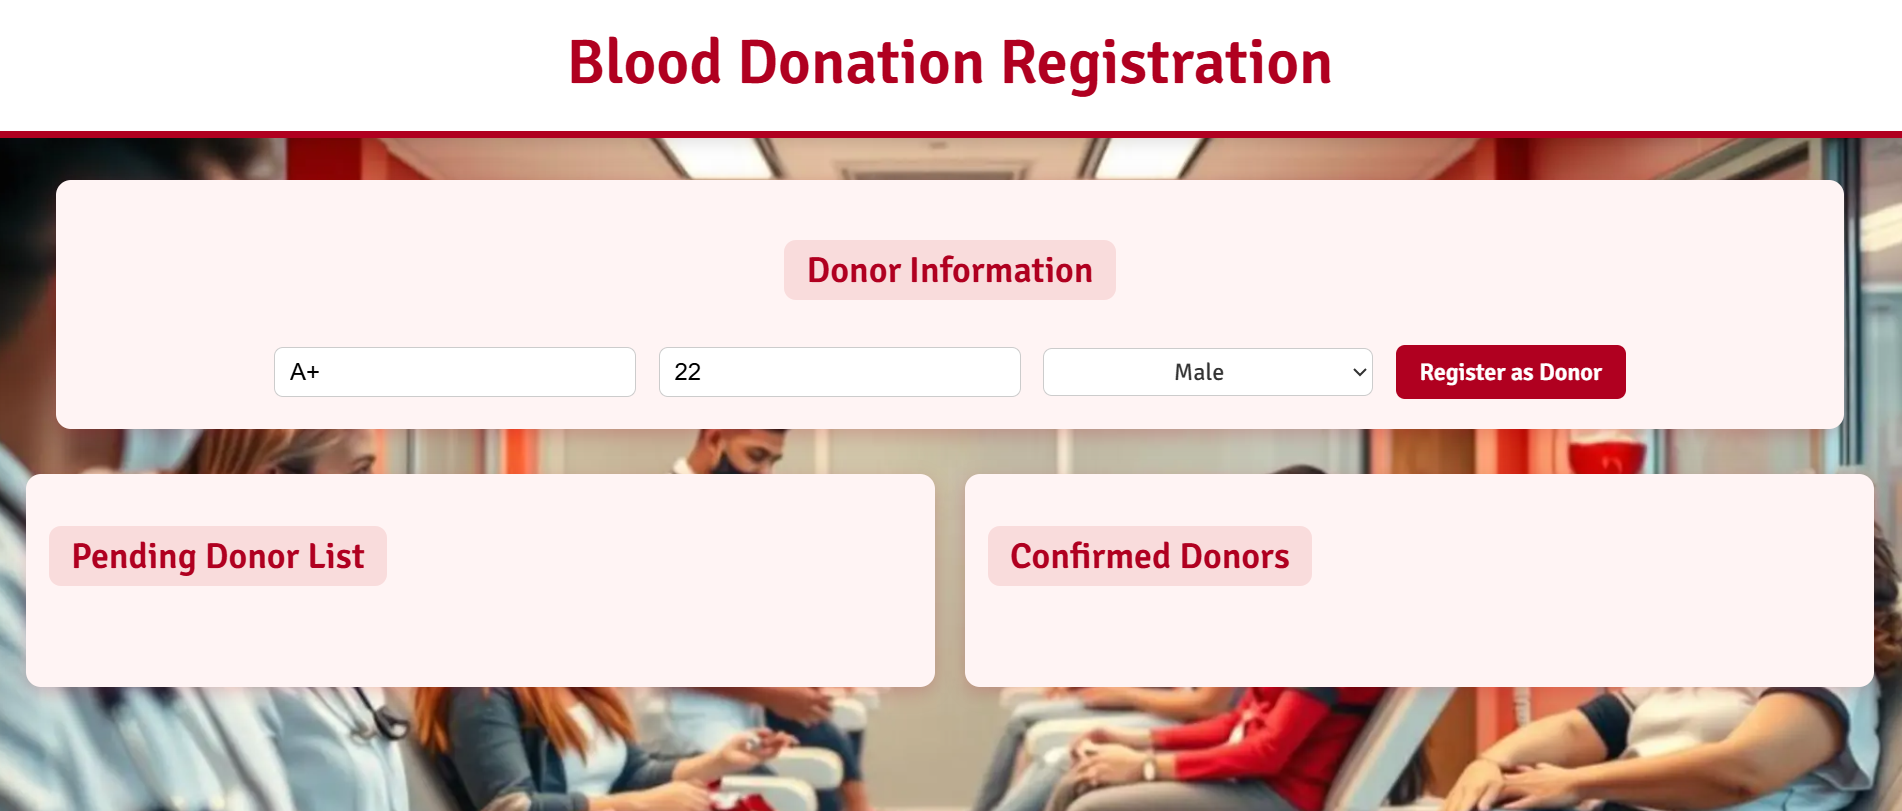 Blood Donation Registration
Donor Information
A+ 22 Male Register as Donor
Pending Donor List
Confirmed Donors